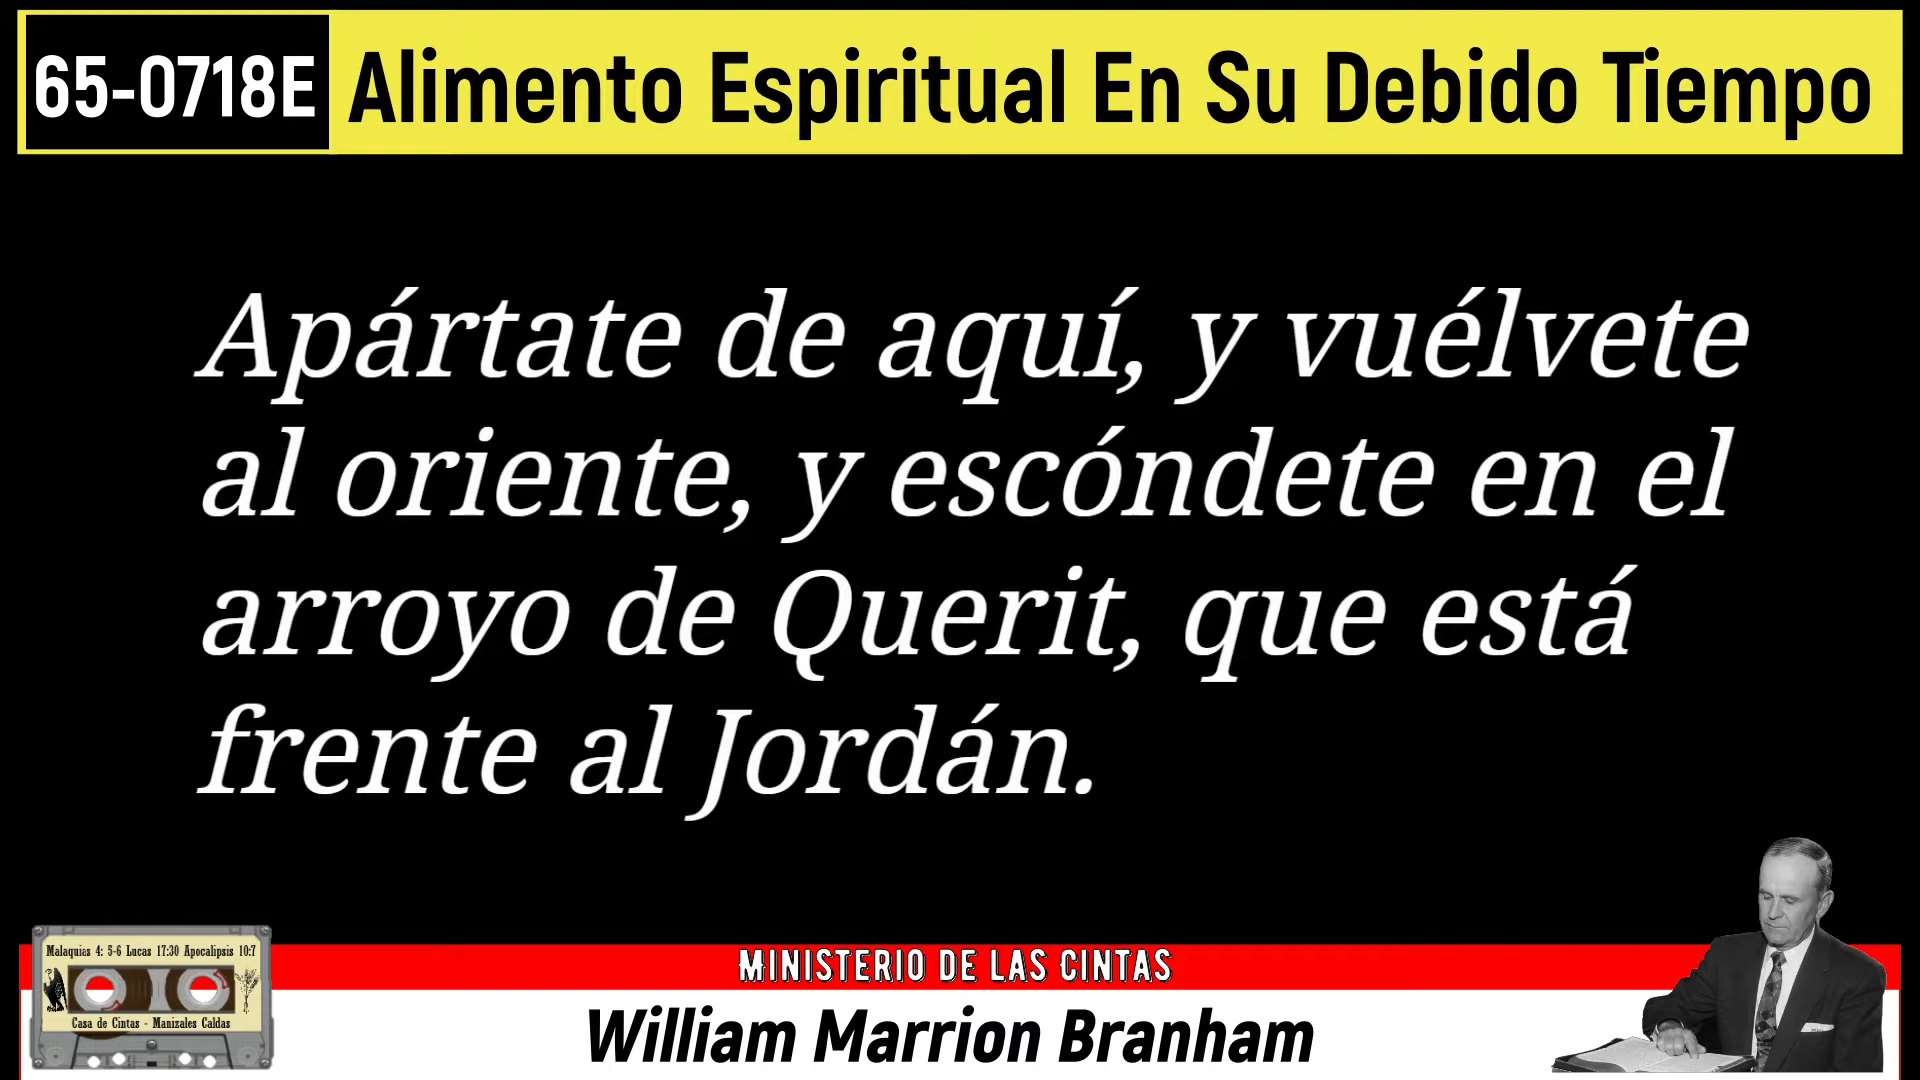 65-0718E Alimento Espiritual En Su Debido Tiempo
Apártate de aquí, y vuélvete
al oriente, y escóndete en el
arroyo de Querit, que está
frente al Jordán.
Malaquias 4: 5-6 Lucas 17:30 Apocalipsis 10:7
Casa de Cintas - Manizales Caldas
MINISTERIO DE LAS CINTAS
William Marrion Branham